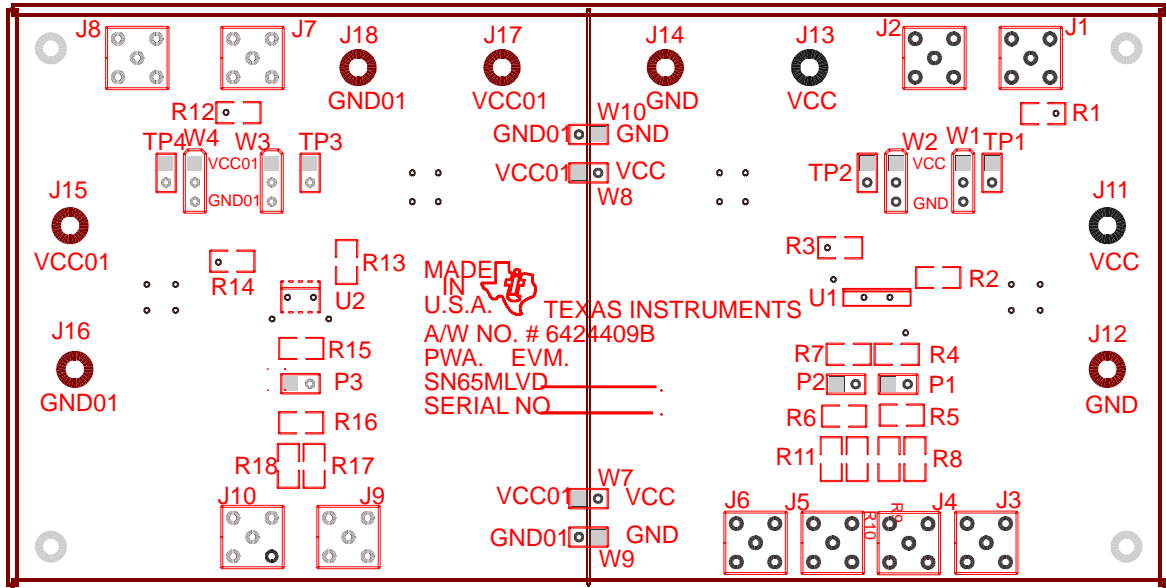 J8
J7
J18
J17
J14
J13
J2
J1
GND01
VCC01
GND
VCC
R12
W10
R1
GND01
GND
TP4
W4
W3
TP3
W2
W1
TP1
VCC01
VCC
VCC01
VCC
TP2
W8
J15
GND01
GND
J11
VCC01
R3
VCC
R14
R13
MADE
IN
U.S.A.
TEXAS INSTRUMENTS
R2
U2
U1
A/W NO. # 6424409B
J16
R15
PWA. EVM.
R7
R4
J12
P3
SN65MLVD
P2
P1
GND01
SERIAL NO
GND
R16
R6
R5
R18
R17
R11
R8
W7
J10
J9
VCC01
VCC
J6
J5
R10
R9
J4
J3
GND01
GND
W9